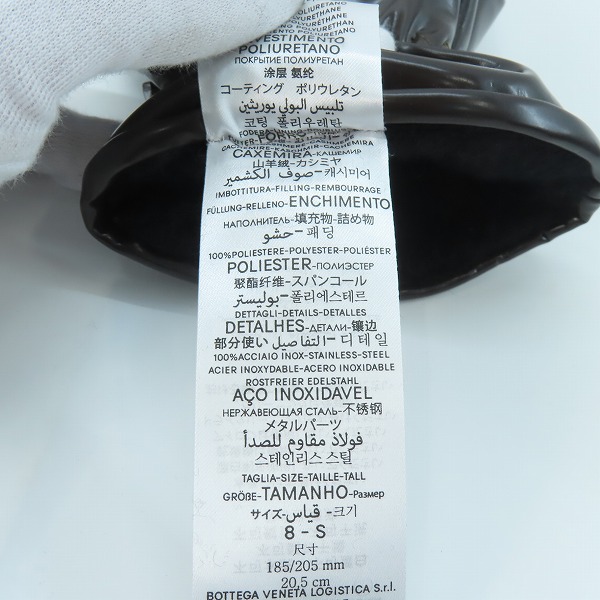 POLYURETHANE
RIVESTIMENTO
POLIURETANO
ПОКРЫТИЕ ПОЛИУРЕТАН
涂层 氨纶
コーティング ポリウレタン
تلبيس البولي يوريثين
코팅 폴리우레탄
CAXEMIRA-КАШЕМИР
山羊绒-カシミヤ
صوف الكشمير-캐시미어
IMBOTTITURA-FILLING-REMBOURRAGE
FÜLLUNG-RELLENO-ENCHIMENTO
НАПОЛНИТЕЛЬ-填充物-詰め物
حشو-패딩
100%POLIESTERE-POLYESTER-POLIÉSTER
POLIESTER-ПОЛИЭСТЕР
聚酯纤维-スパンコール
بوليستر-폴리에스테르
DETTAGLI-DETAILS-DETALLES
DETALHES-ДЕТАЛИ-镶边
部分使い-التفاصيل-디테일
100%ACCIAIO INOX-STAINLESS-STEEL
ACIER INOXYDABLE-ACERO INOXIDABLE
ROSTFREIER EDELSTAHL
AÇO INOXIDAVEL
НЕРЖАВЕЮЩАЯ СТАЛЬ-不锈钢
メタルパーツ
فولاذ مقاوم للصدأ
스테인리스 스틸
TAGLIA-SIZE-TAILLE-TALL
GRÖßE-TAMANHO-Размер
サイズ-قياس-크기
8 - S
尺寸
185/205 mm
20,5 cm
BOTTEGA VENETA LOGISTICA S.r.l.